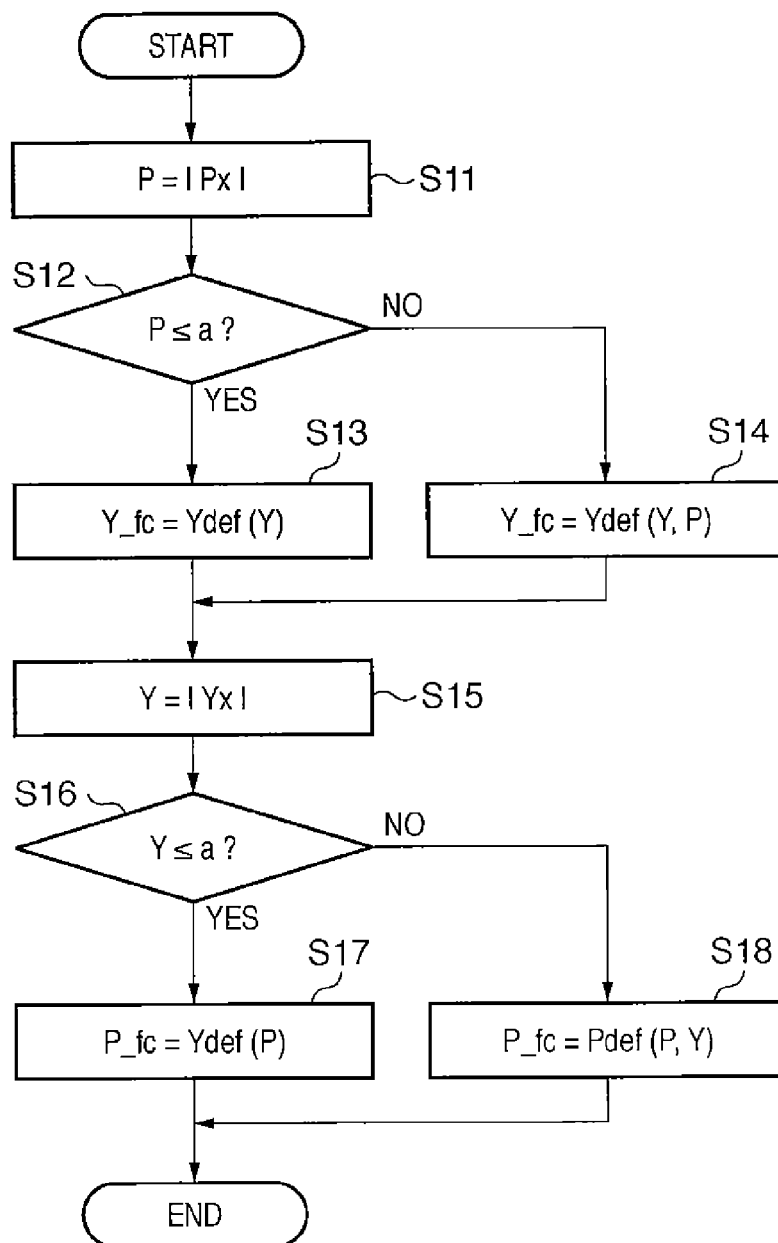 START
P = | Px |
S11
S12
P ≤ a ?
NO
YES
S13
S14
Y_fc = Ydef (Y)
Y_fc = Ydef (Y, P)
Y = | Yx |
S15
S16
Y ≤ a ?
NO
YES
S17
S18
P_fc = Ydef (P)
P_fc = Pdef (P, Y)
END